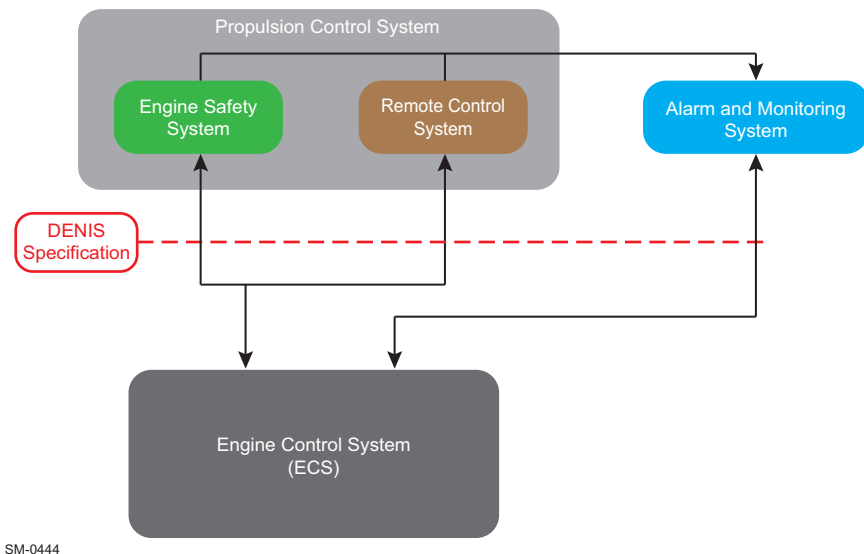 Propulsion Control System
Engine Safety
System
Remote Control
System
Alarm and Monitoring
System
DENIS
Specification
Engine Control System
(ECS)
SM-0444